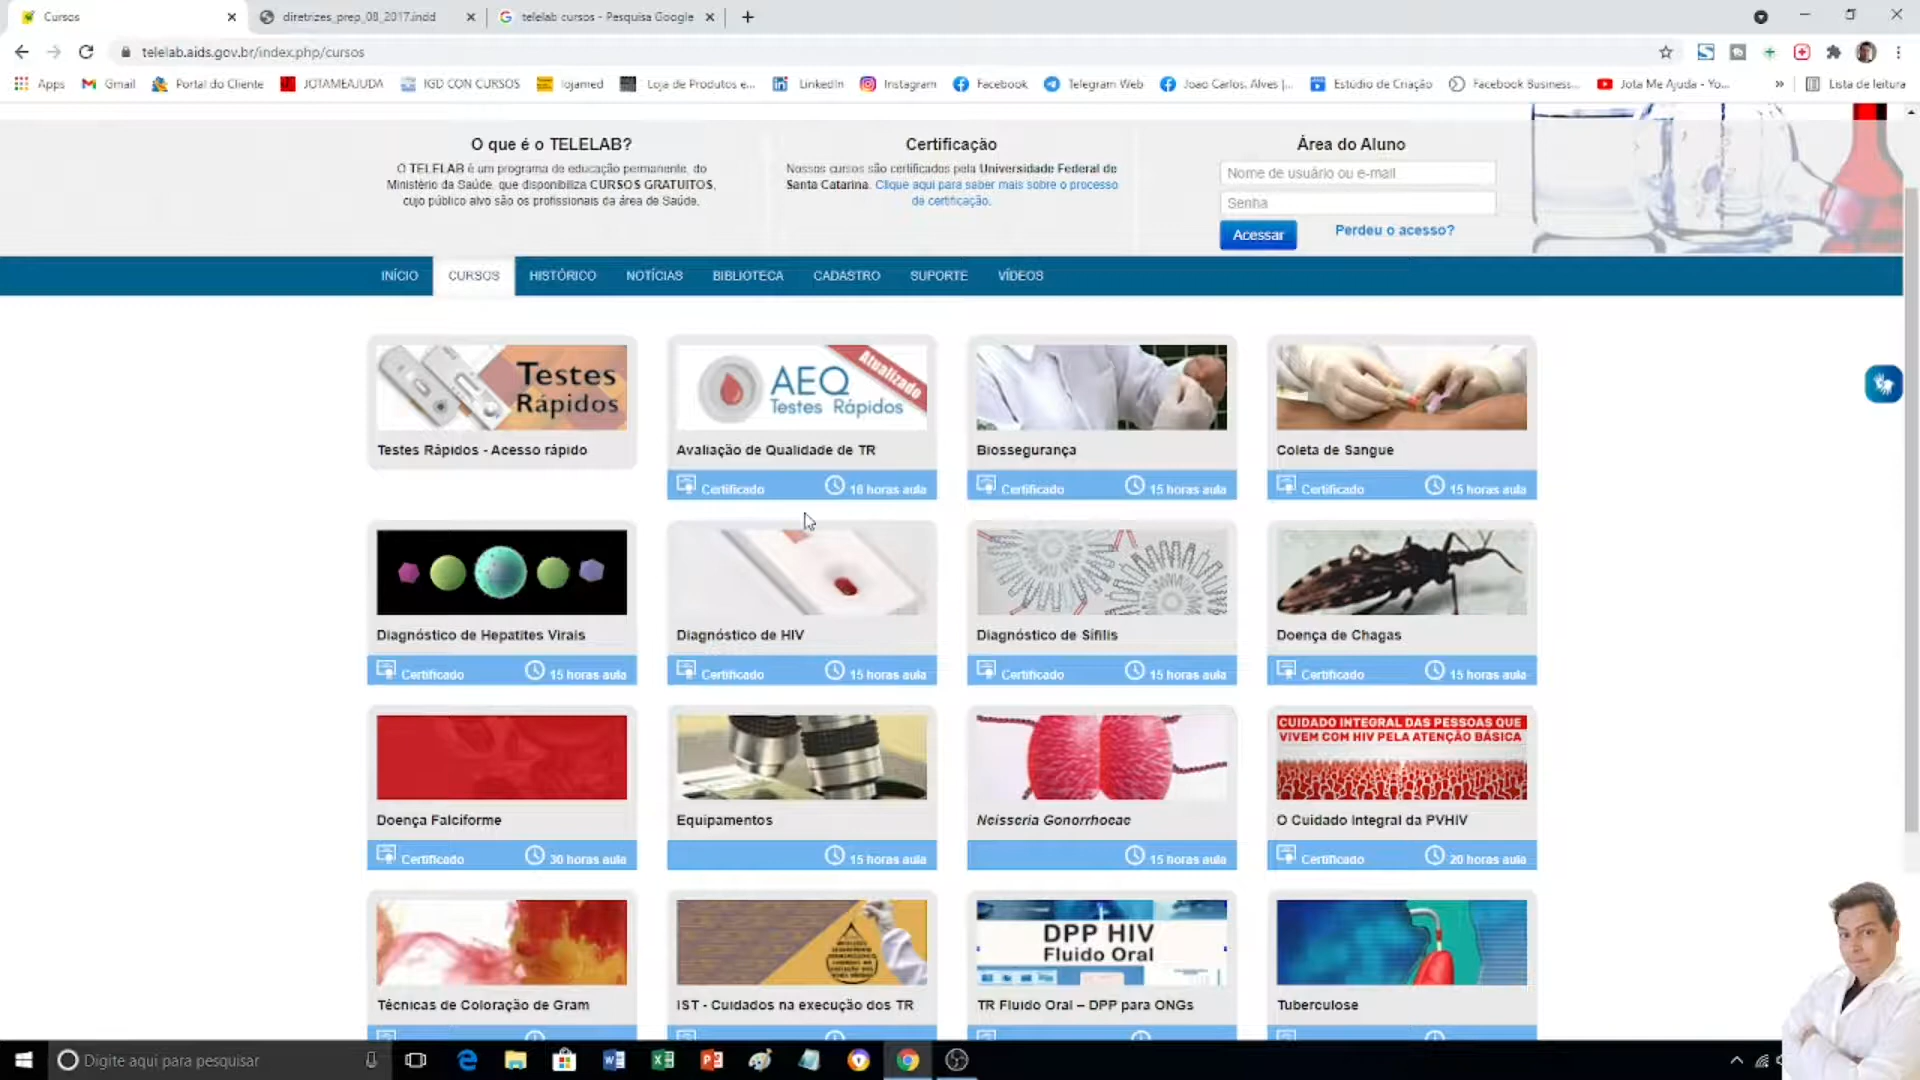 Cursos
diretrizes_prep_08_2017.indd
telelab cursos - Pesquisa Google
telelab.aids.gov.br/index.php/cursos
Apps
Gmail
Portal do Cliente
JOTAMEAJUDA
IGD CON CURSOS
lojamed
Loja de Produtos e...
LinkedIn
Instagram
Facebook
Telegram Web
Joao Carlos. Alves |...
Estúdio de Criação
Facebook Business...
Jota Me Ajuda - Yo...
»
Lista de leitura
O que é o TELELAB?
O TELELAB é um programa de educação permanente, do
Ministério da Saúde, que disponibiliza CURSOS GRATUITOS,
cujo público alvo são os profissionais da área de Saúde.
Certificação
Nossos cursos são certificados pela Universidade Federal de
Santa Catarina. Clique aqui para saber mais sobre o processo
de certificação.
Área do Aluno
Nome de usuário ou e-mail
Senha
Acessar
Perdeu o acesso?
INÍCIO
CURSOS
HISTÓRICO
NOTÍCIAS
BIBLIOTECA
CADASTRO
SUPORTE
VÍDEOS
Testes
Rápidos
Testes Rápidos - Acesso rápido
AEQ
Testes Rápidos
Atualizado
Avaliação de Qualidade de TR
Certificado
Biossegurança
Certificado
15 horas aula
Coleta de Sangue
Certificado
15 horas aula
Diagnóstico de Hepatites Virais
Certificado
15 horas aula
Diagnóstico de HIV
Certificado
15 horas aula
Diagnóstico de Sífilis
Certificado
15 horas aula
Doença de Chagas
Certificado
15 horas aula
Doença Falciforme
Certificado
30 horas aula
Equipamentos
15 horas aula
Neisseria Gonorrhoeae
15 horas aula
CUIDADO INTEGRAL DAS PESSOAS QUE
VIVEM COM HIV PELA ATENÇÃO BÁSICA
O Cuidado Integral da PVHIV
Certificado
20 horas aula
Técnicas de Coloração de Gram
IST - Cuidados na execução dos TR
DPP HIV
Fluido Oral
TR Fluido Oral – DPP para ONGs
Tuberculose
Digite aqui para pesquisar